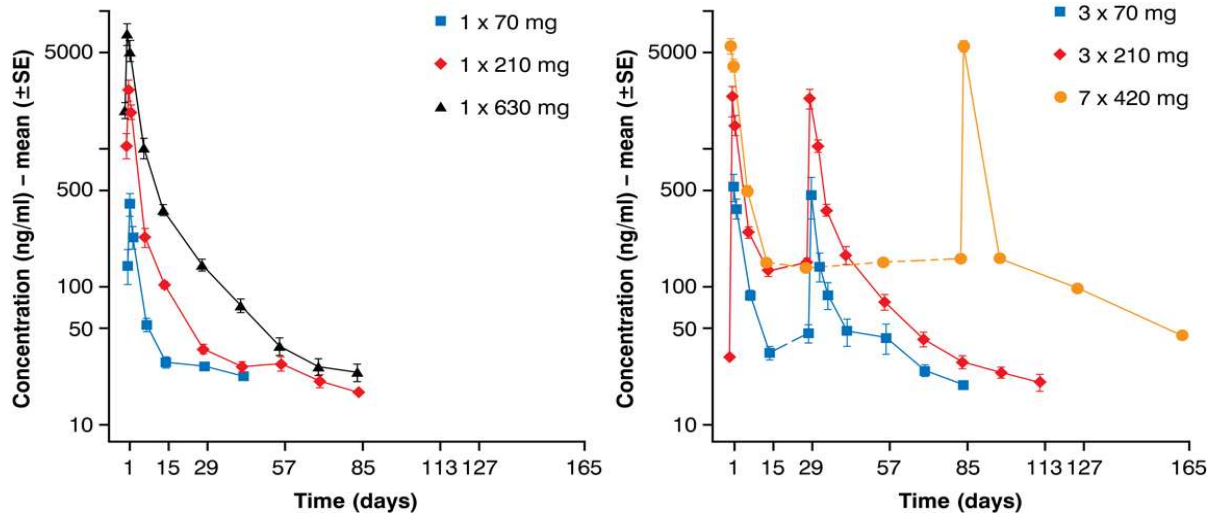 Concentration (ng/ml) – mean (±SE)
5000
500
100
50
10
1 x 70 mg
1 x 210 mg
1 x 630 mg
1 15 29 57 85 113 127 165
Time (days)
Concentration (ng/ml) – mean (±SE)
5000
500
100
50
10
3 x 70 mg
3 x 210 mg
7 x 420 mg
1 15 29 57 85 113 127 165
Time (days)